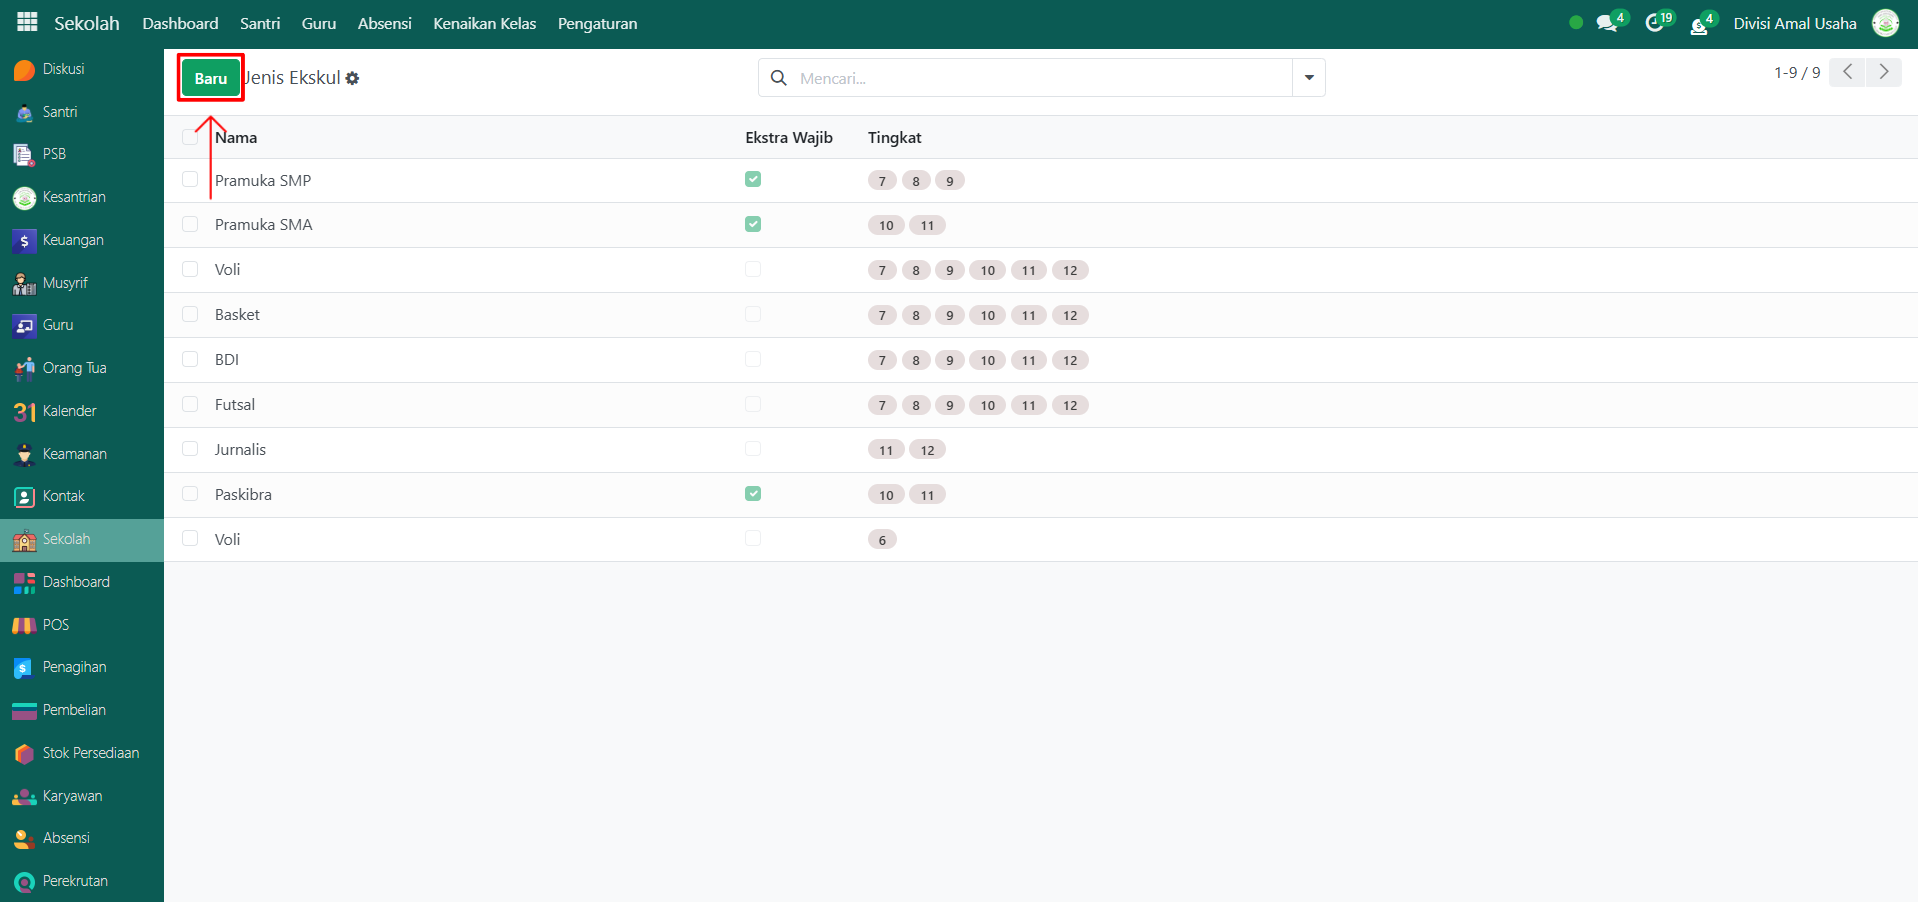 Sekolah Dashboard Santri Guru Absensi Kenaikan Kelas Pengaturan 4 19 4 Divisi Amal Usaha
Diskusi
Santri
PSB
Kesantrian
Keuangan
Musyrif
Guru
Orang Tua
31 Kalender
Keamanan
Kontak
Sekolah
Dashboard
POS
Penagihan
Pembelian
Stok Persediaan
Karyawan
Absensi
Perekrutan
Baru Jenis Ekskul Mencari... 1-9 / 9
Nama Ekstra Wajib Tingkat
Pramuka SMP 7 8 9
Pramuka SMA 10 11
Voli 7 8 9 10 11 12
Basket 7 8 9 10 11 12
BDI 7 8 9 10 11 12
Futsal 7 8 9 10 11 12
Jurnalis 11 12
Paskibra 10 11
Voli 6